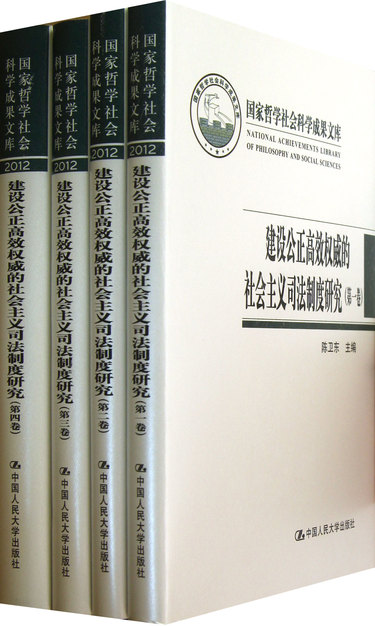 国家哲学社会
科学成果文库
2012
建设公正高效权威的社会主义司法制度研究(第四卷)
中国人民大学出版社
国家哲学社会
科学成果文库
2012
建设公正高效权威的社会主义司法制度研究(第三卷)
中国人民大学出版社
国家哲学社会
科学成果文库
2012
建设公正高效权威的社会主义司法制度研究(第二卷)
中国人民大学出版社
国家哲学社会
科学成果文库
2012
建设公正高效权威的社会主义司法制度研究(第一卷)
中国人民大学出版社
国家哲学社会科学成果文库
NATIONAL ACHIEVEMENTS LIBRARY
OF PHILOSOPHY AND SOCIAL SCIENCES
建设公正高效权威的
社会主义司法制度研究(第一卷)
陈卫东 主编
中国人民大学出版社